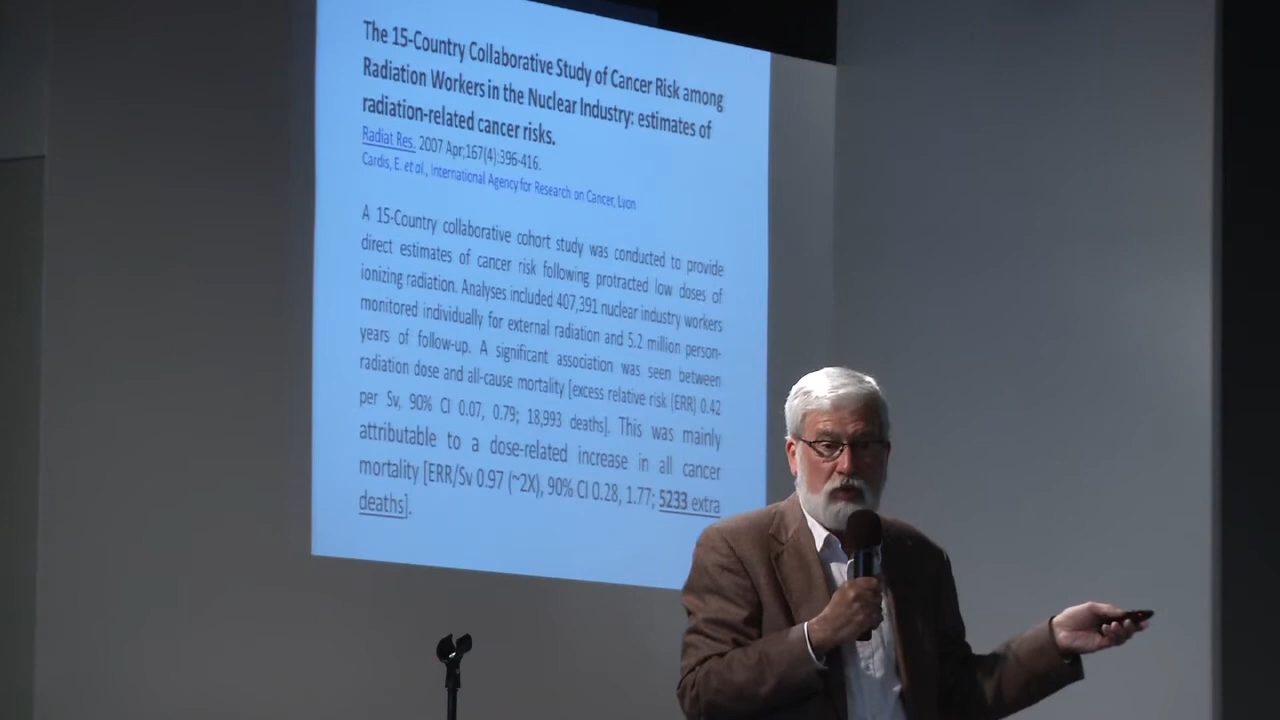 The 15-Country Collaborative Study of Cancer Risk among
Radiation Workers in the Nuclear Industry: estimates of
radiation-related cancer risks.
Radiat Res. 2007 Apr;167(4):396-416.
Cardis, E. et al., International Agency for Research on Cancer, Lyon
A 15-Country collaborative cohort study was conducted to provide
direct estimates of cancer risk following protracted low doses of
ionizing radiation. Analyses included 407,391 nuclear industry workers
monitored individually for external radiation and 5.2 million person-
years of follow-up. A significant association was seen between
radiation dose and all-cause mortality [excess relative risk (ERR) 0.42
per Sv, 90% CI 0.07, 0.79; 18,993 deaths]. This was mainly
attributable to a dose-related increase in all cancer
mortality [ERR/Sv 0.97 (~2X), 90% CI 0.28, 1.77; 5233 extra
deaths].